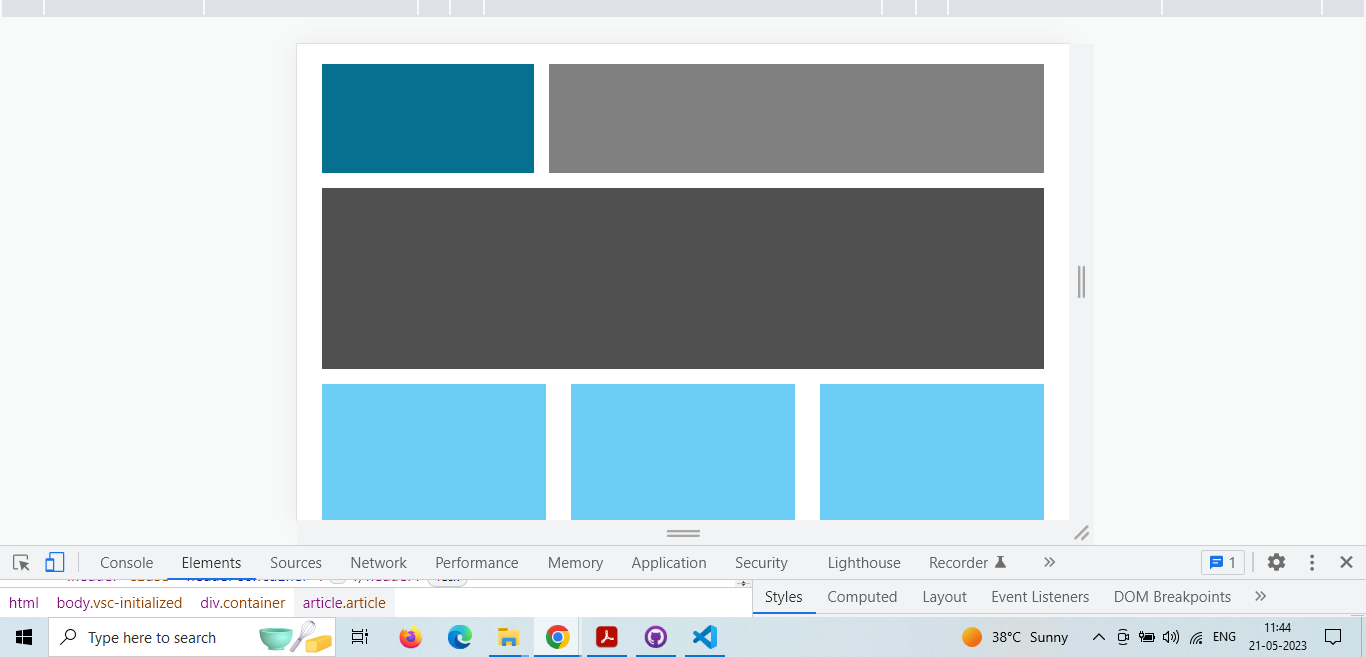 Console Elements Sources Network Performance Memory Application Security Lighthouse Recorder 1
html body.vsc-initialized div.container article.article
Styles Computed Layout Event Listeners DOM Breakpoints
Type here to search
38°C Sunny
ENG
11:44
21-05-2023